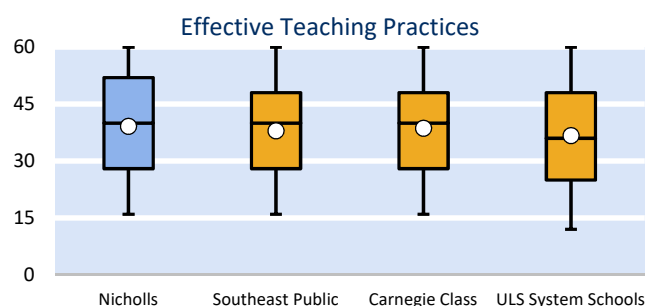 Effective Teaching Practices
60
45
30
15
0
Nicholls Southeast Public Carnegie Class ULS System Schools